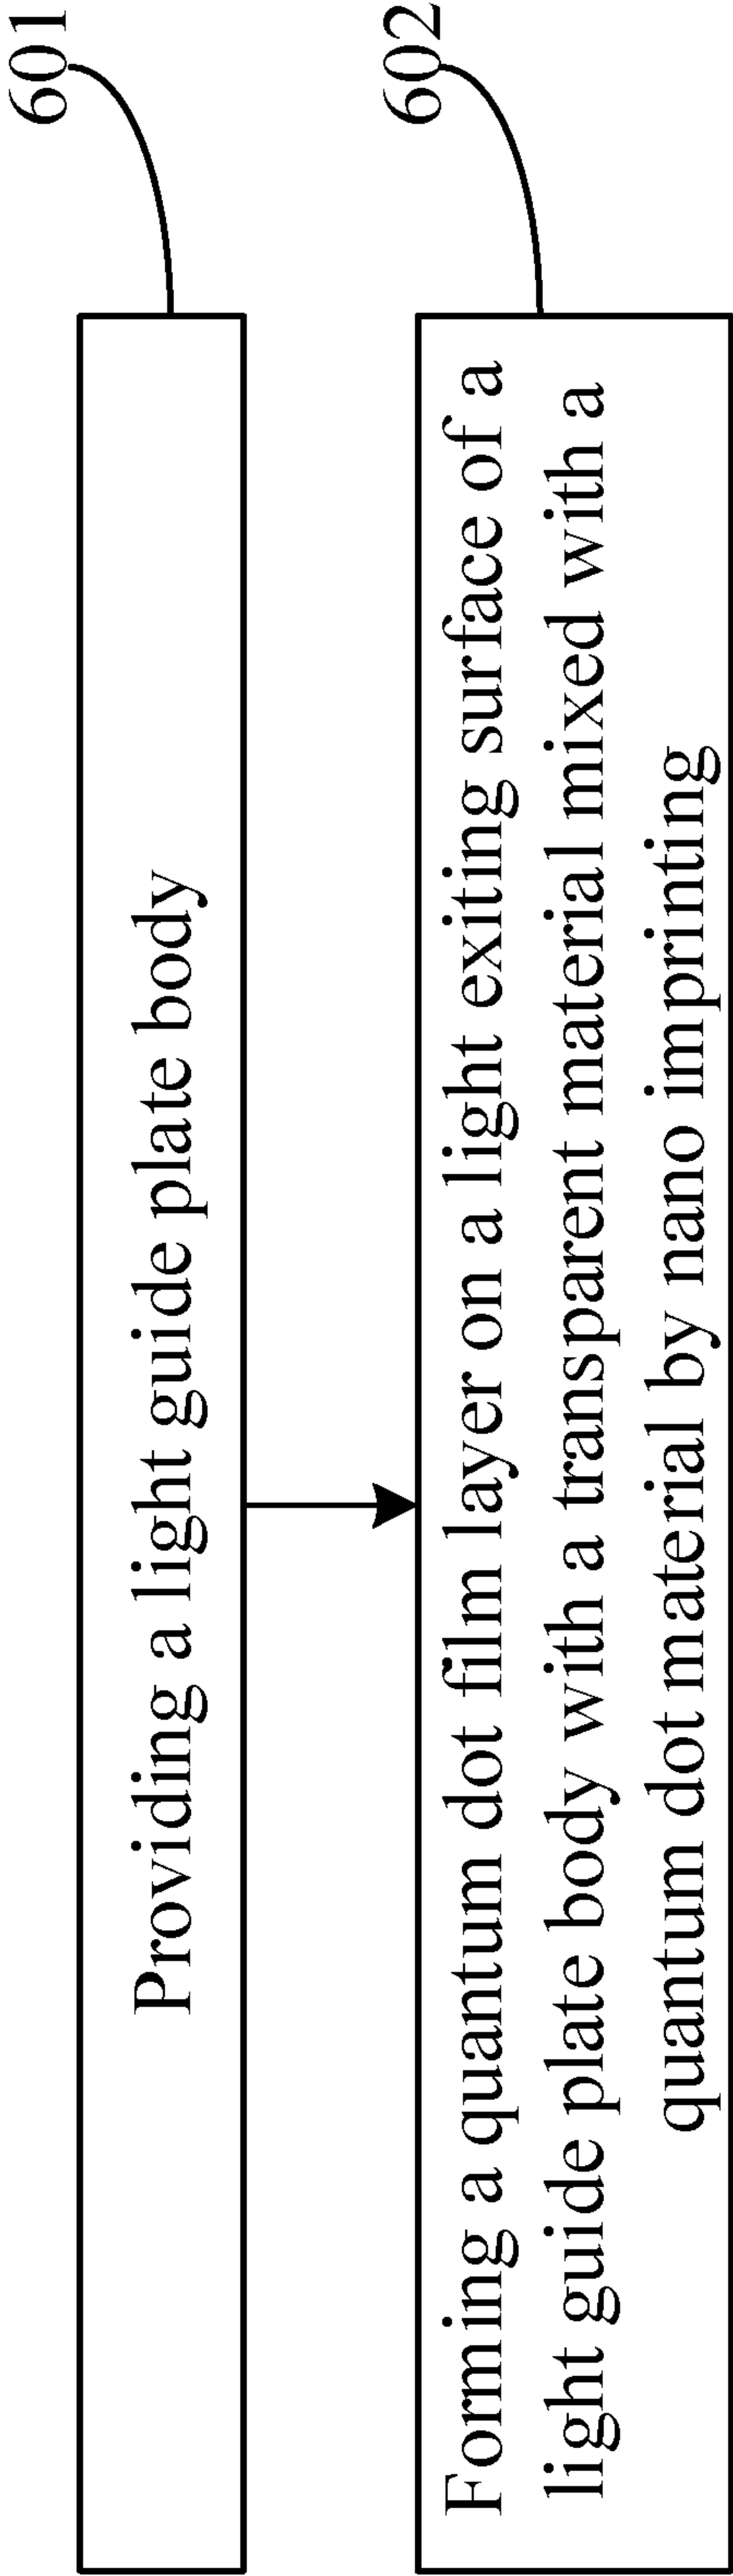 601
Providing a light guide plate body
602
Forming a quantum dot film layer on a light exiting surface of a
light guide plate body with a transparent material mixed with a
quantum dot material by nano imprinting